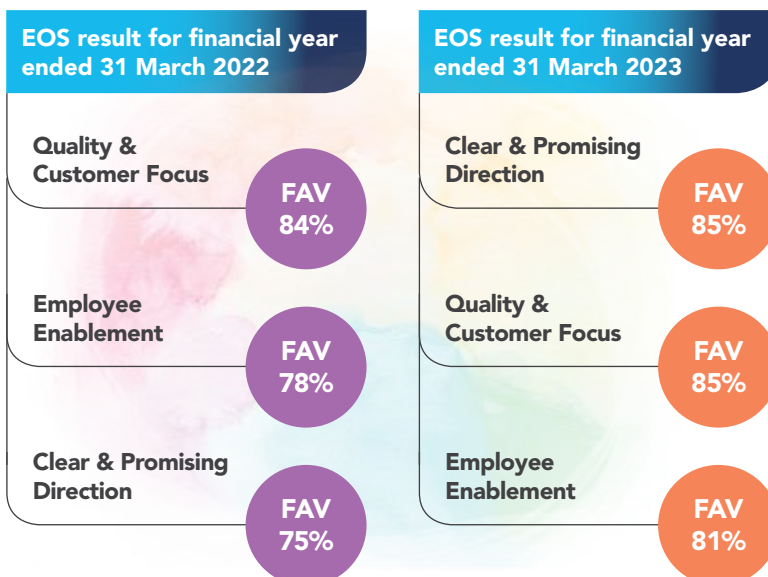 EOS result for financial year
ended 31 March 2022
Quality &
Customer Focus
FAV
84%
Employee
Enablement
FAV
78%
Clear & Promising
Direction
FAV
75%
EOS result for financial year
ended 31 March 2023
Clear & Promising
Direction
FAV
85%
Quality &
Customer Focus
FAV
85%
Employee
Enablement
FAV
81%